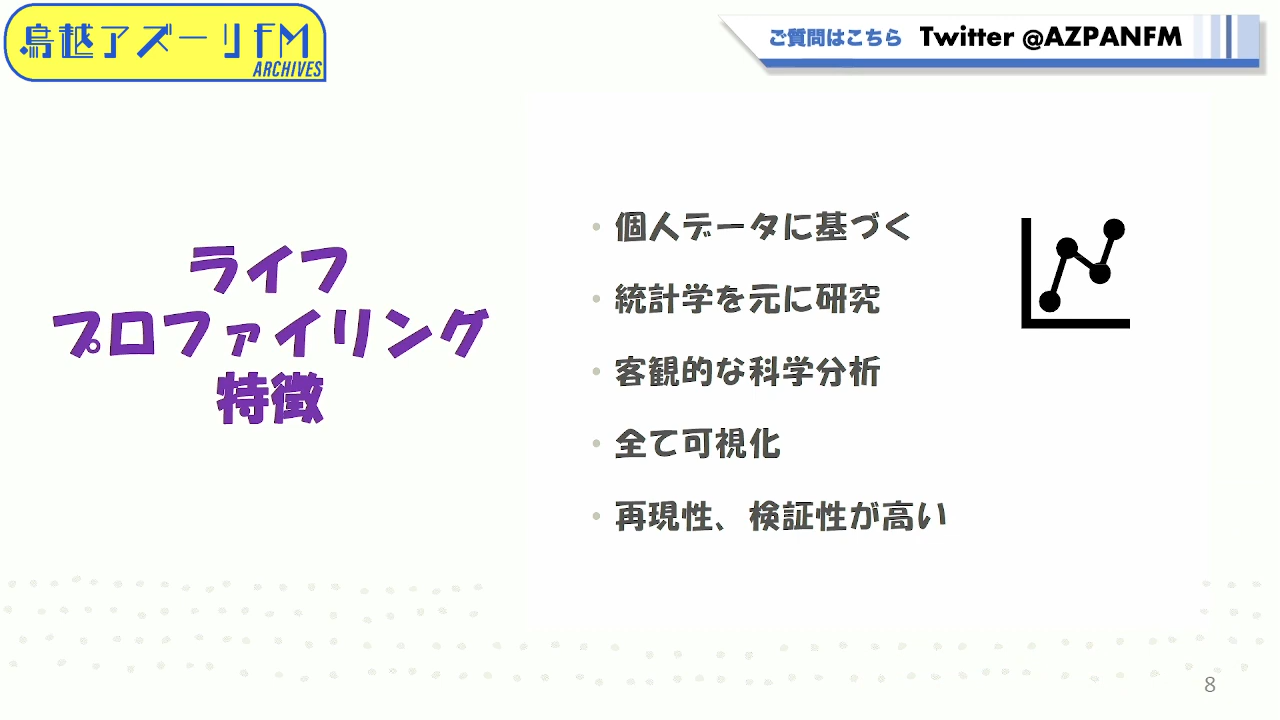 鳥越アズーリFM
ARCHIVES
ご質問はこちら Twitter @AZPANFM
ライフ
プロファイリング
特徴
• 個人データに基づく
• 統計学を元に研究
• 客観的な科学分析
• 全て可視化
• 再現性、検証性が高い
8